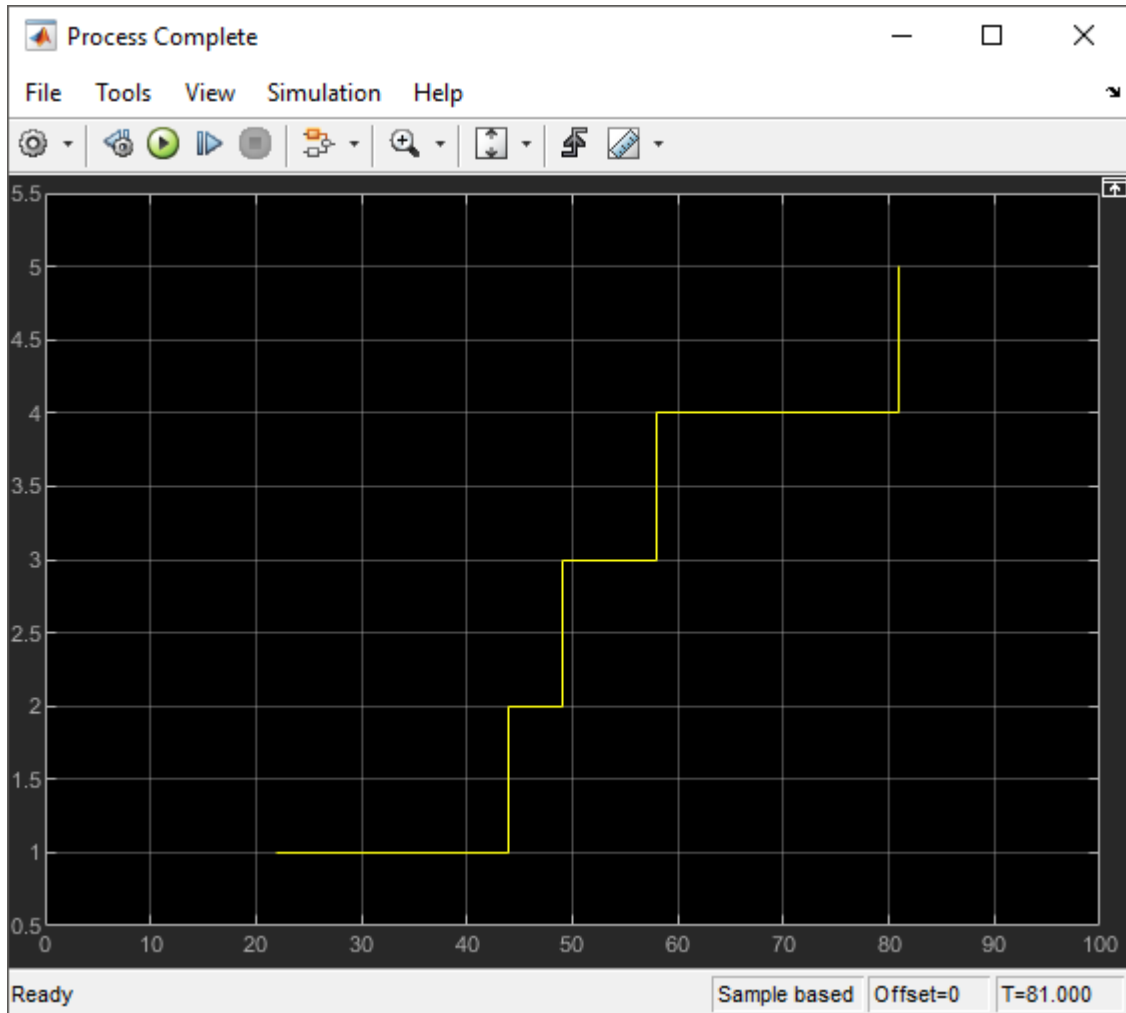 Process Complete
File Tools View Simulation Help
5.5
5
4.5
4
3.5
3
2.5
2
1.5
1
0.5
0 10 20 30 40 50 60 70 80 90 100
Ready Sample based Offset=0 T=81.000